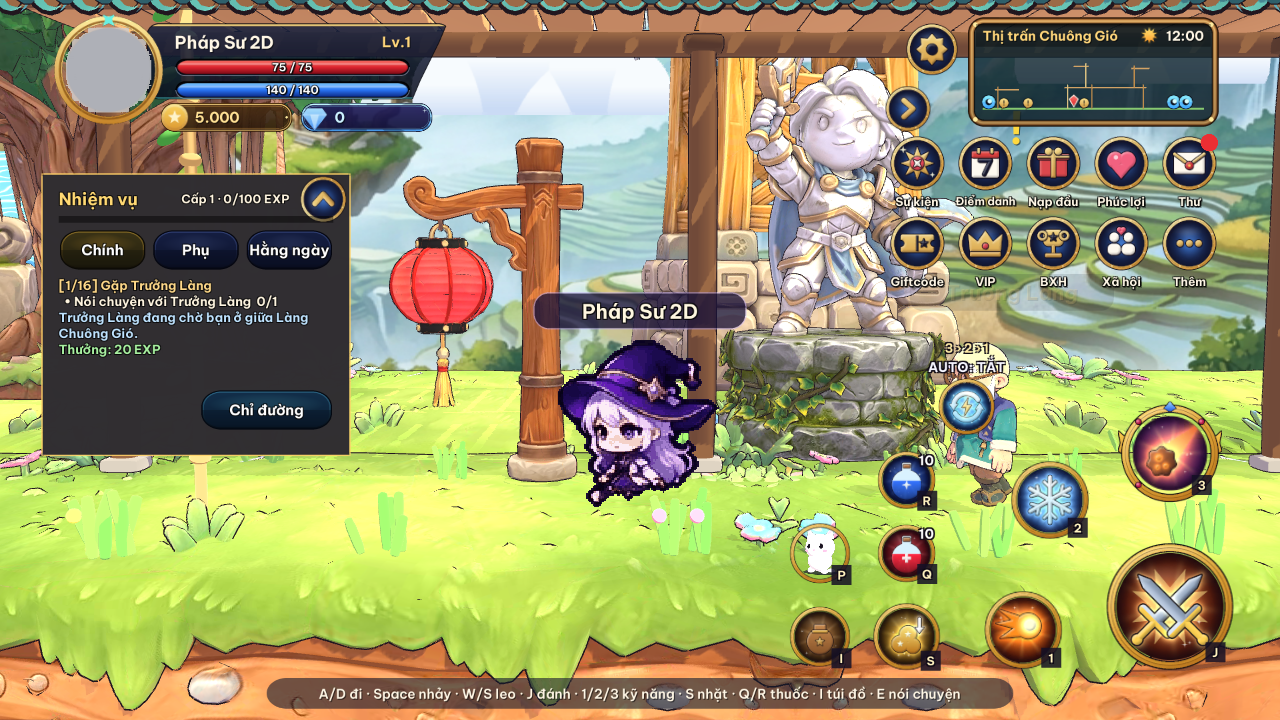 Pháp Sư 2D
Lv.1
75 / 75
140 / 140
5.000
0
Thị trấn Chuông Gió
12:00
Nhiệm vụ
Cấp 1 · 0/100 EXP
Chính
Phụ
Hằng ngày
[1/16] Gặp Trưởng Làng
• Nói chuyện với Trưởng Làng 0/1
Trưởng Làng đang chờ bạn ở giữa Làng
Chuông Gió.
Thưởng: 20 EXP
Chỉ đường
7
Sự kiện
Điểm danh
Nạp đầu
Phúc lợi
Thư
Giftcode
VIP
BXH
Xã hội
Thêm
Pháp Sư 2D
3>2>1
AUTO: TẮT
10
R
10
Q
P
I
S
1
2
3
J
A/D đi · Space nhảy · W/S leo · J đánh · 1/2/3 kỹ năng · S nhặt · Q/R thuốc · I túi đồ · E nói chuyện